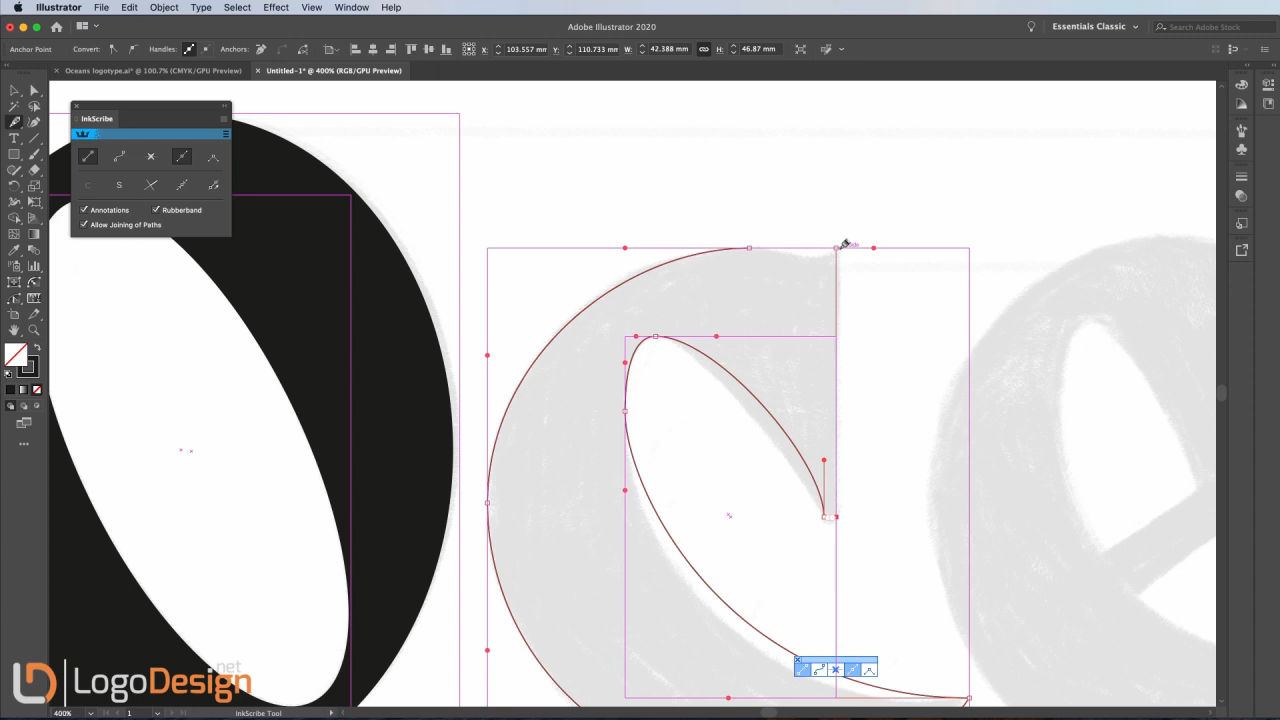 Illustrator File Edit Object Type Select Effect View Window Help
Adobe Illustrator 2020
Essentials Classic
Search Adobe Stock
Anchor Point Convert: Handles: Anchors: X: 103.557 mm Y: 110.733 mm W: 42.388 mm H: 46.87 mm
Oceans logotype.ai* @ 100.7% (CMYK/GPU Preview)
Untitled-1* @ 400% (RGB/GPU Preview)
InkScribe
C S
Annotations Rubberband
Allow Joining of Paths
.net
LogoDesign
400% 1 InkScribe Tool